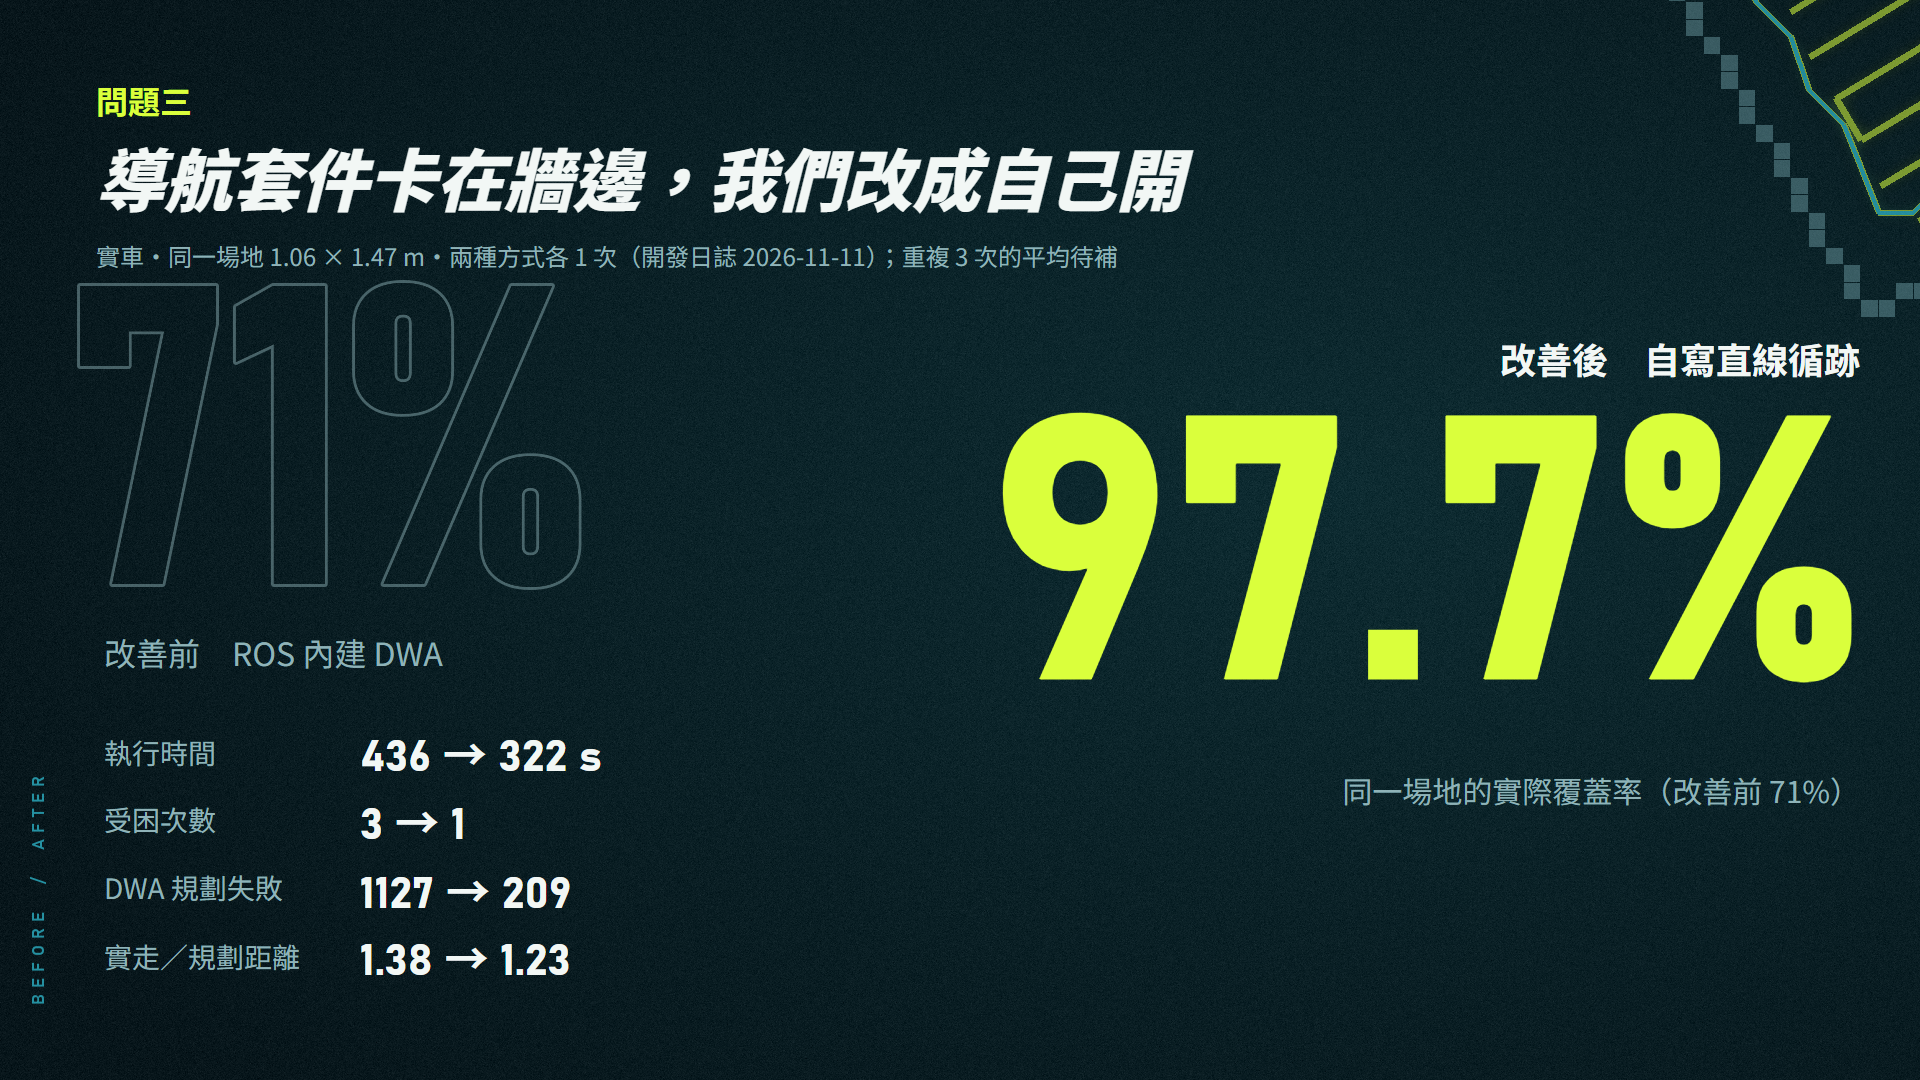 問題三
導航套件卡在牆邊，我們改成自己開
實車・同一場地 1.06 × 1.47 m・兩種方式各 1 次（開發日誌 2026-11-11）；重複 3 次的平均待補
71%
改善前　ROS 內建 DWA
改善後　自寫直線循跡
97.7%
同一場地的實際覆蓋率（改善前 71%）
執行時間　436 → 322 s
受困次數　3 → 1
DWA 規劃失敗　1127 → 209
實走／規劃距離　1.38 → 1.23
BEFORE / AFTER